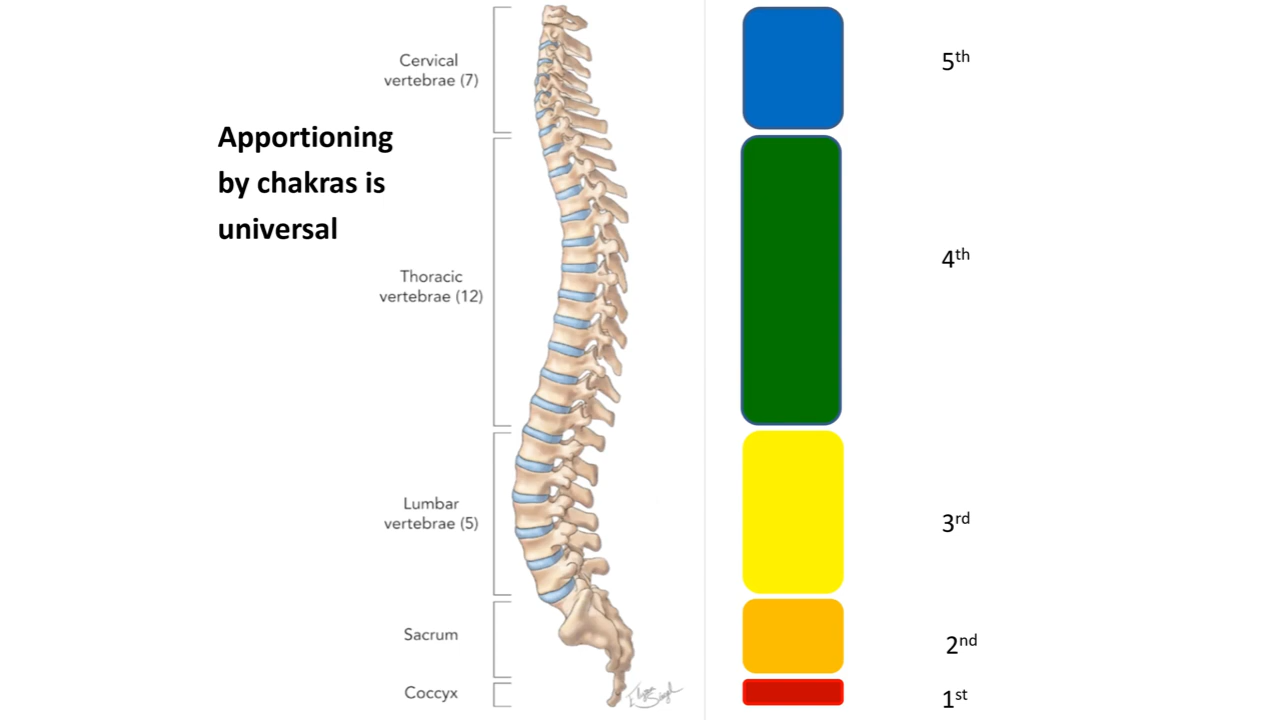 Cervical
vertebrae (7)
5th
Apportioning
by chakras is
universal
4th
Thoracic
vertebrae (12)
Lumbar
vertebrae (5)
3rd
Sacrum
2nd
Coccyx
1st